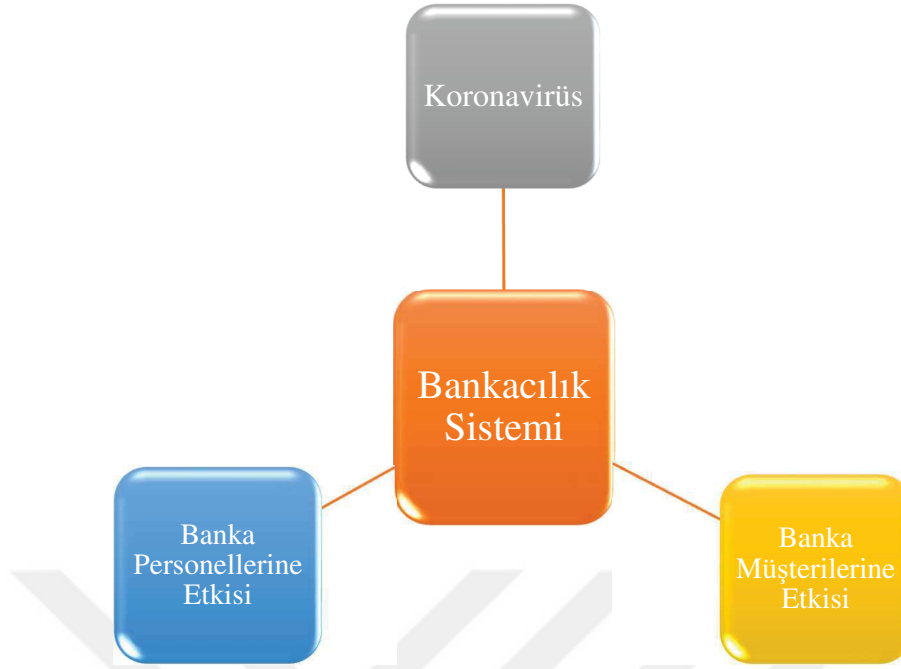 Koronavirüs
Bankacılık
Sistemi
Banka
Personellerine
Etkisi
Banka
Müşterilerine
Etkisi